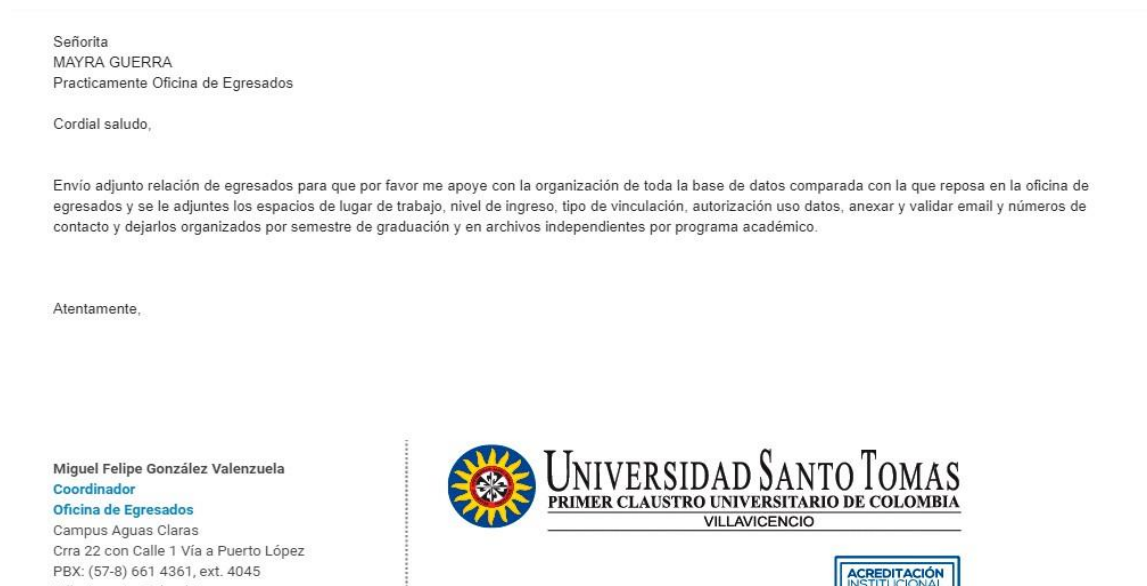 Señorita
MAYRA GUERRA
Practicamente Oficina de Egresados
Cordial saludo,
Envío adjunto relación de egresados para que por favor me apoye con la organización de toda la base de datos comparada con la que reposa en la oficina de
egresados y se le adjuntes los espacios de lugar de trabajo, nivel de ingreso, tipo de vinculación, autorización uso datos, anexar y validar email y números de
contacto y dejarlos organizados por semestre de graduación y en archivos independientes por programa académico.
Atentamente,
Miguel Felipe González Valenzuela
Coordinador
Oficina de Egresados
Campus Aguas Claras
Crra 22 con Calle 1 Vía a Puerto López
PBX: (57-8) 661 4361, ext. 4045
UNIVERSIDAD SANTO TOMAS
PRIMER CLAUSTRO UNIVERSITARIO DE COLOMBIA
VILLAVICENCIO
ACREDITACIÓN
INSTITUCIONAL